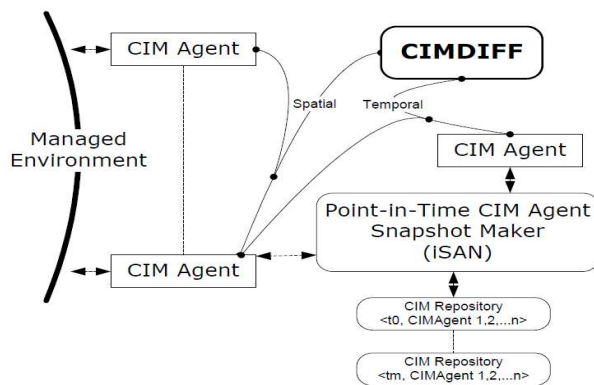 CIM Agent
CIMDIFF
Spatial
Temporal
Managed
Environment
CIM Agent
Point-in-Time CIM Agent
Snapshot Maker
(iSAN)
CIM Agent
CIM Repository
<t0, CIMAgent 1,2,...n>
CIM Repository
<tm, CIMAgent 1,2,...n>